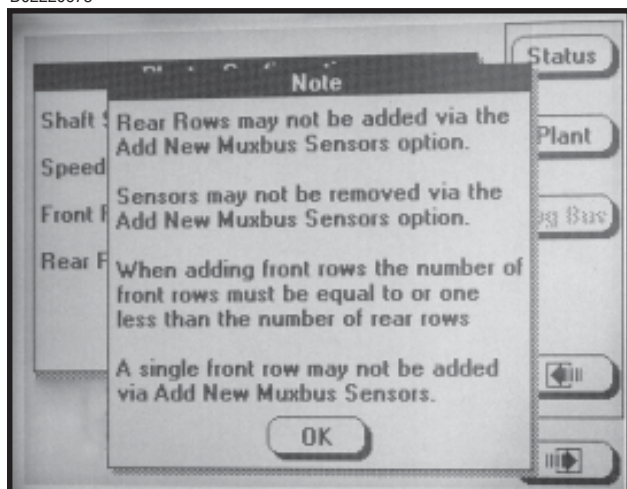 Status
Note
Shaft
Rear Rows may not be added via the
Add New Muxbus Sensors option.
Plant
Speed
Sensors may not be removed via the
Add New Muxbus Sensors option.
Front
Bus
Rear
When adding front rows the number of
front rows must be equal to or one
less than the number of rear rows
A single front row may not be added
via Add New Muxbus Sensors.
OK